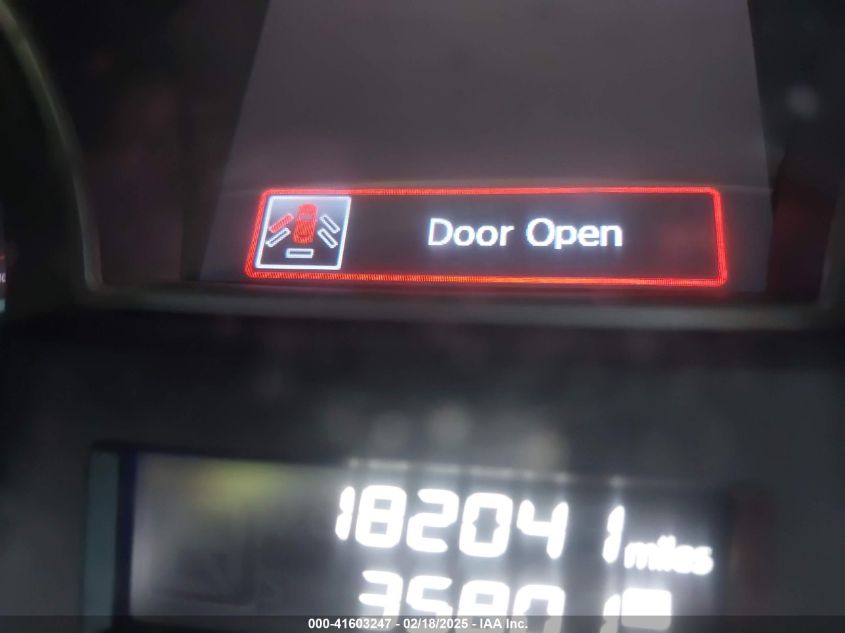 Door Open
182041 miles
000-41603247 - 02/18/2025 - IAA Inc.